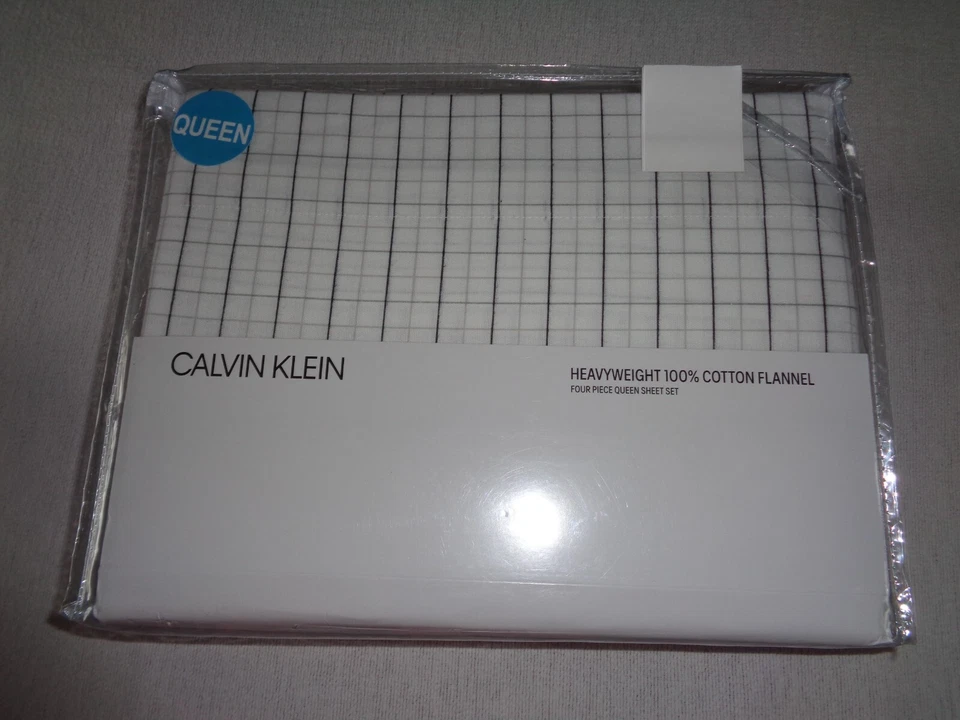 QUEEN
CALVIN KLEIN
HEAVYWEIGHT 100% COTTON FLANNEL
FOUR PIECE QUEEN SHEET SET